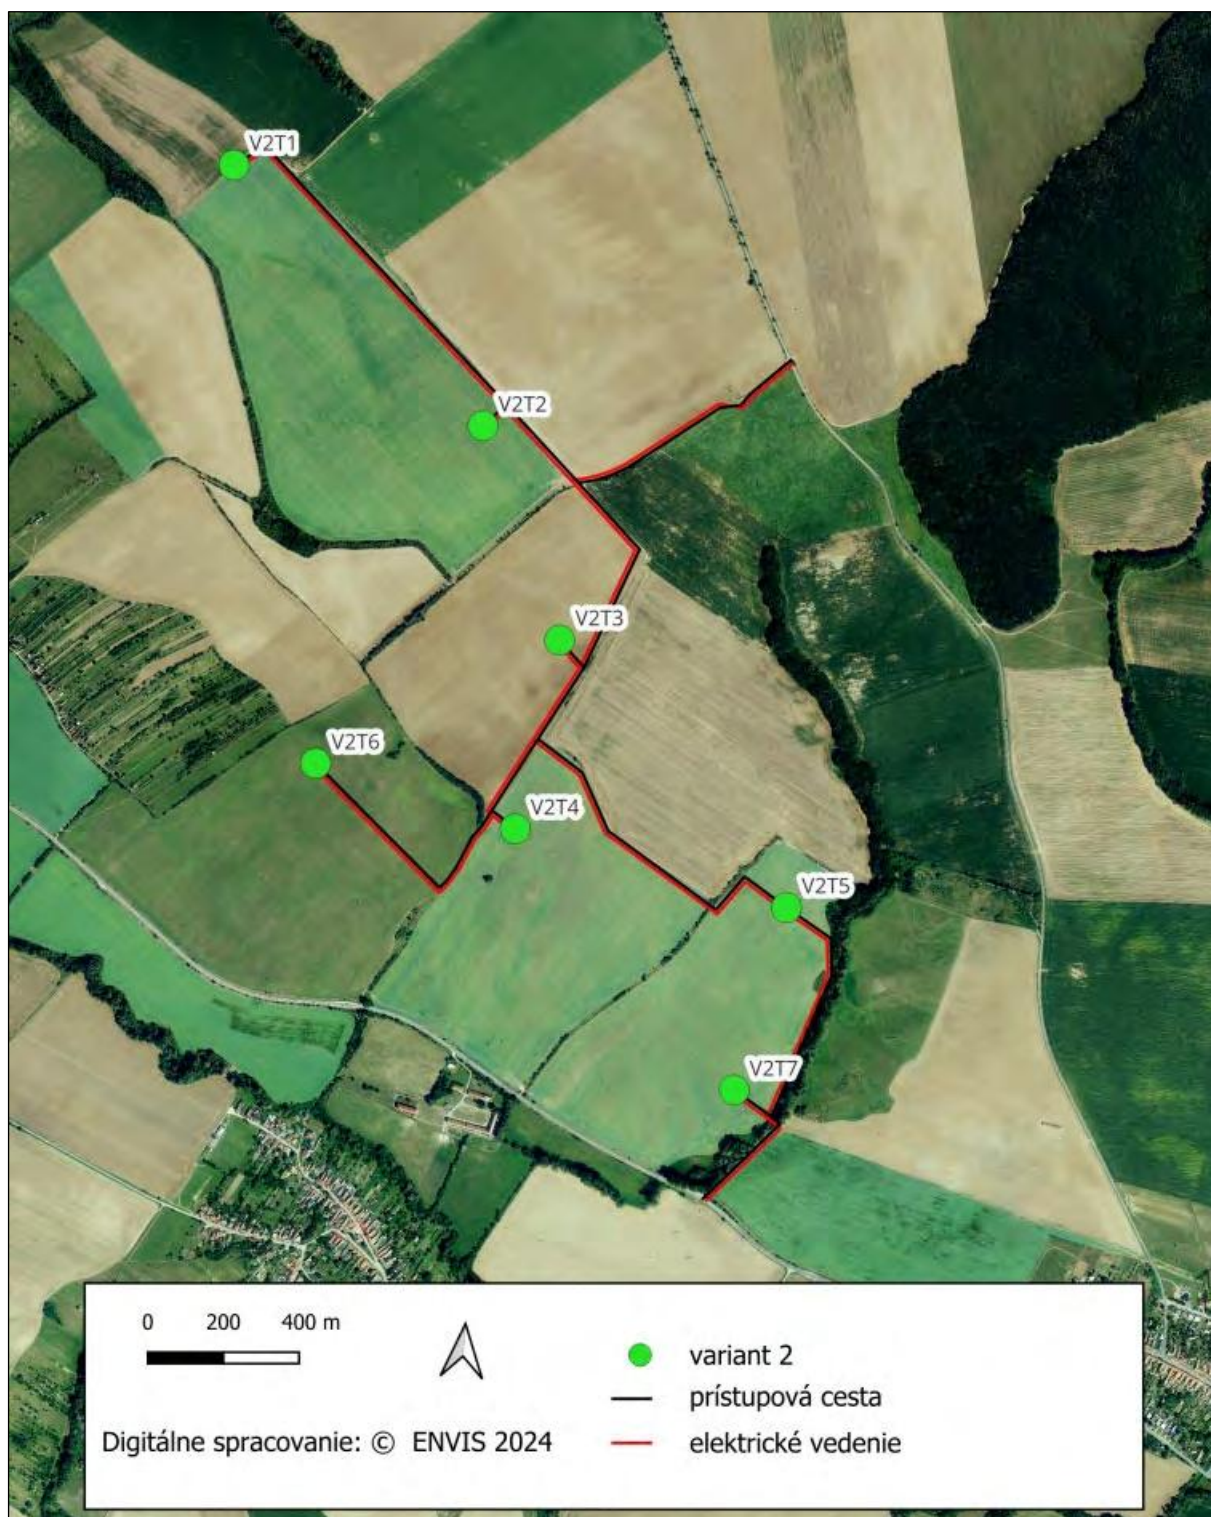 V2T1
V2T2
V2T3
V2T6
V2T4
V2T5
V2T7
0 200 400 m
variant 2
prístupová cesta
Digitálne spracovanie: © ENVIS 2024
elektrické vedenie